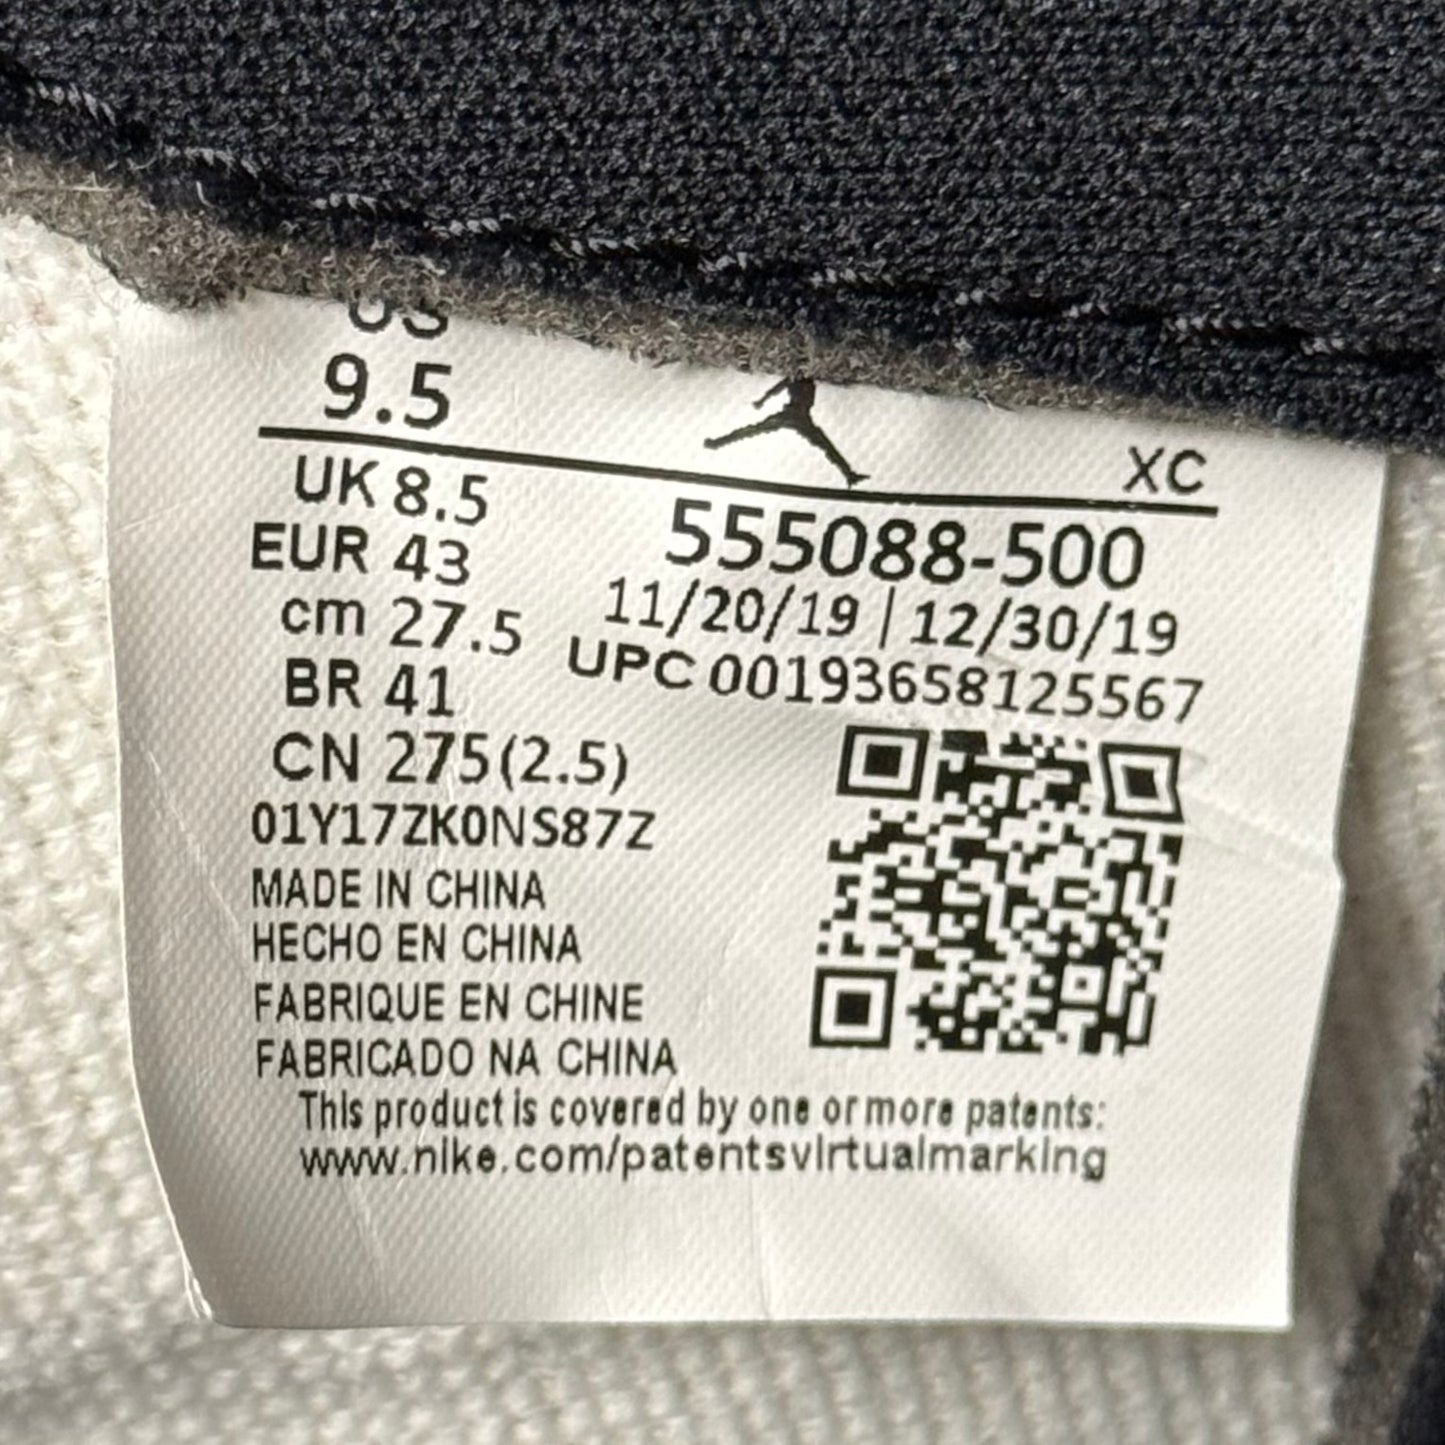 US
9.5
XC
UK 8.5
555088-500
EUR 43
11/20/19 | 12/30/19
cm 27.5
UPC 00193658125567
BR 41
CN 275(2.5)
01Y17ZK0NS87Z
MADE IN CHINA
HECHO EN CHINA
FABRIQUE EN CHINE
FABRICADO NA CHINA
This product is covered by one or more patents:
www.nike.com/patentsvirtualmarking